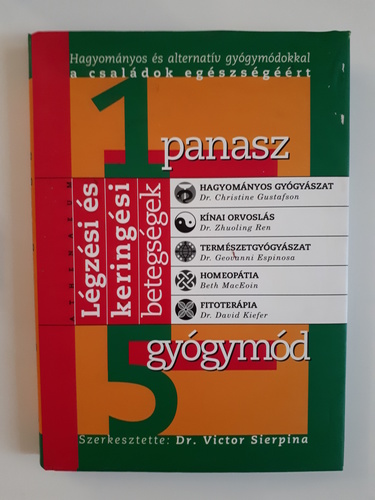 Hagyományos és alternatív gyógymódokkal
a családok egészségéért
1
panasz
ATHENAEUM
Légzési és
keringési
betegségek
HAGYOMÁNYOS GYÓGYÁSZAT
Dr. Christine Gustafson
KÍNAI ORVOSLÁS
Dr. Zhuoling Ren
TERMÉSZETGYÓGYÁSZAT
Dr. Geovanni Espinosa
HOMEOPÁTIA
Beth MacEoin
FITOTERÁPIA
Dr. David Kiefer
5
gyógymód
Szerkesztette: Dr. Victor Sierpina